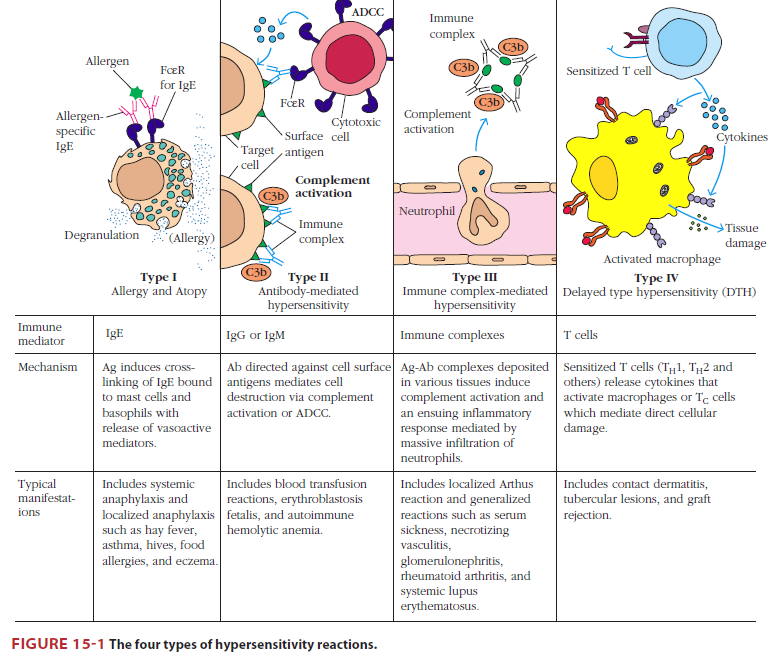 Allergen
FcεR
for IgE
Allergen-
specific
IgE
Degranulation
(Allergy)
Type I
Allergy and Atopy
ADCC
FcεR
Cytotoxic
cell
Surface
antigen
Target
cell
Complement
activation
C3b
Immune
complex
C3b
Type II
Antibody-mediated
hypersensitivity
Immune
complex
C3b
C3b
C3b
Complement
activation
Neutrophil
Type III
Immune complex-mediated
hypersensitivity
Sensitized T cell
Cytokines
Tissue
damage
Activated macrophage
Type IV
Delayed type hypersensitivity (DTH)
Immune
mediator
IgE
IgG or IgM
Immune complexes
T cells
Mechanism
Ag induces cross-
linking of IgE bound
to mast cells and
basophils with
release of vasoactive
mediators.
Ab directed against cell surface
antigens mediates cell
destruction via complement
activation or ADCC.
Ag-Ab complexes deposited
in various tissues induce
complement activation and
an ensuing inflammatory
response mediated by
massive infiltration of
neutrophils.
Sensitized T cells (TH1, TH2 and
others) release cytokines that
activate macrophages or TC cells
which mediate direct cellular
damage.
Typical
manifestat-
ions
Includes systemic
anaphylaxis and
localized anaphylaxis
such as hay fever,
asthma, hives, food
allergies, and eczema.
Includes blood transfusion
reactions, erythroblastosis
fetalis, and autoimmune
hemolytic anemia.
Includes localized Arthus
reaction and generalized
reactions such as serum
sickness, necrotizing
vasculitis,
glomerulonephritis,
rheumatoid arthritis, and
systemic lupus
erythematosus.
Includes contact dermatitis,
tubercular lesions, and graft
rejection.
FIGURE 15-1 The four types of hypersensitivity reactions.